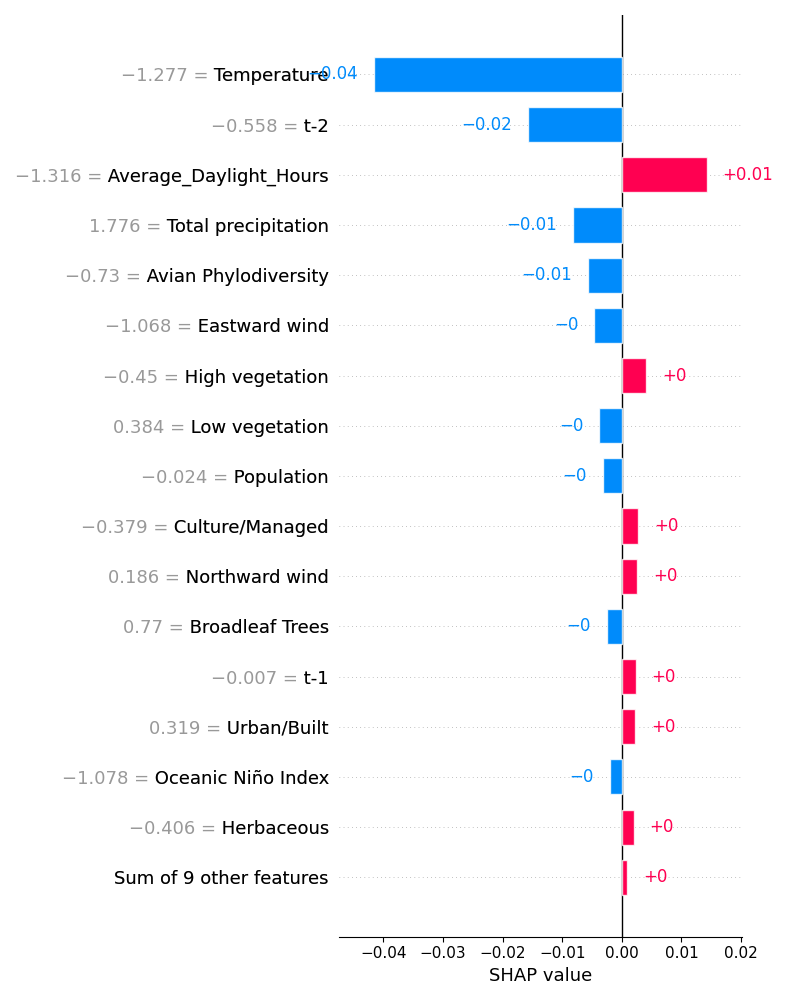 −1.277 = Temperature −0.04
−0.558 = t-2 −0.02
−1.316 = Average_Daylight_Hours +0.01
1.776 = Total precipitation −0.01
−0.73 = Avian Phylodiversity −0.01
−1.068 = Eastward wind −0
−0.45 = High vegetation +0
0.384 = Low vegetation −0
−0.024 = Population −0
−0.379 = Culture/Managed +0
0.186 = Northward wind +0
0.77 = Broadleaf Trees −0
−0.007 = t-1 +0
0.319 = Urban/Built +0
−1.078 = Oceanic Niño Index −0
−0.406 = Herbaceous +0
Sum of 9 other features +0
−0.04 −0.03 −0.02 −0.01 0.00 0.01 0.02
SHAP value